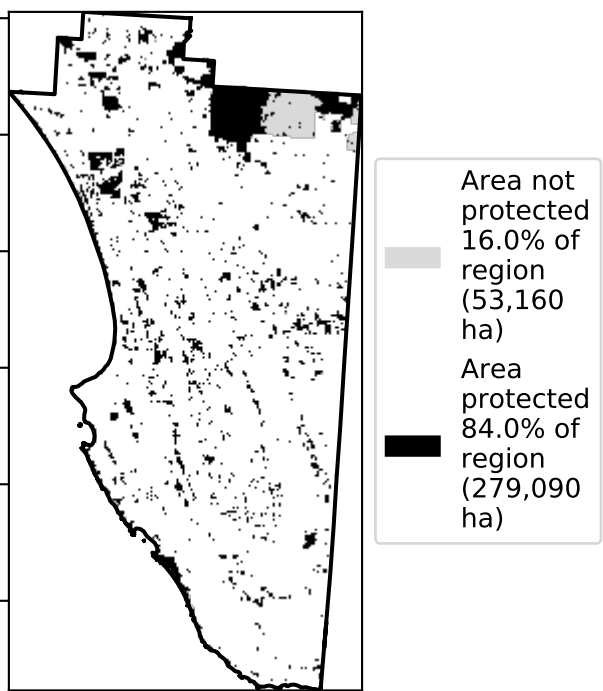 Area not
protected
16.0% of
region
(53,160
ha)
Area
protected
84.0% of
region
(279,090
ha)